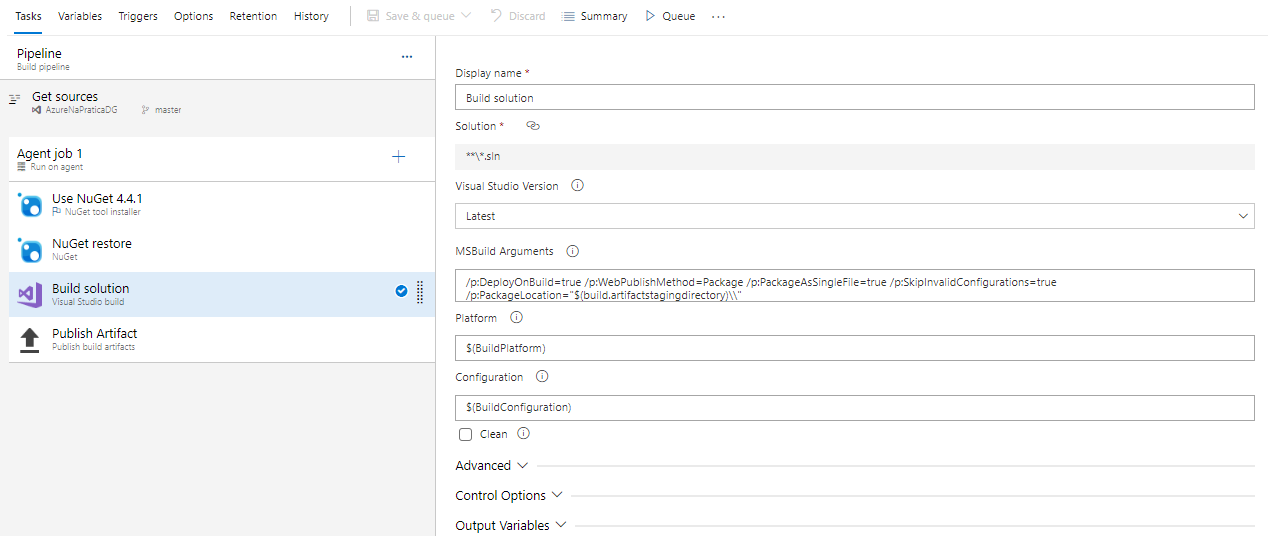 Tasks Variables Triggers Options Retention History Save & queue Discard Summary Queue ...
Pipeline ...
Build pipeline
Get sources
AzureNaPraticaDG master
Agent job 1
Run on agent
Use NuGet 4.4.1
NuGet tool installer
NuGet restore
NuGet
Build solution
Visual Studio build
Publish Artifact
Publish build artifacts
Display name *
Build solution
Solution *
**\*.sln
Visual Studio Version
Latest
MSBuild Arguments
/p:DeployOnBuild=true /p:WebPublishMethod=Package /p:PackageAsSingleFile=true /p:SkipInvalidConfigurations=true
/p:PackageLocation="$(build.artifactstagingdirectory)\\"
Platform
$(BuildPlatform)
Configuration
$(BuildConfiguration)
Clean
Advanced
Control Options
Output Variables